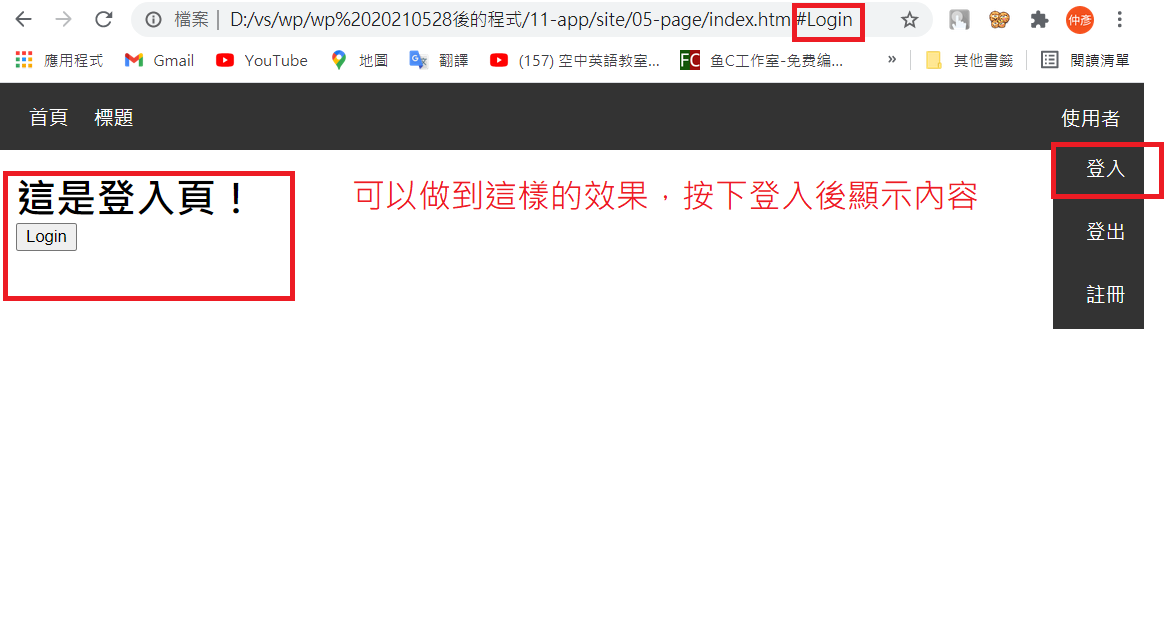 檔案 | D:/vs/wp/wp%2020210528後的程式/11-app/site/05-page/index.htm #Login 仲彥
應用程式 Gmail YouTube 地圖 翻譯 (157) 空中英語教室... FC 鱼C工作室-免费编... » 其他書籤 閱讀清單
首頁 標題 使用者
登入
這是登入頁！ 可以做到這樣的效果，按下登入後顯示內容
Login
登出
註冊